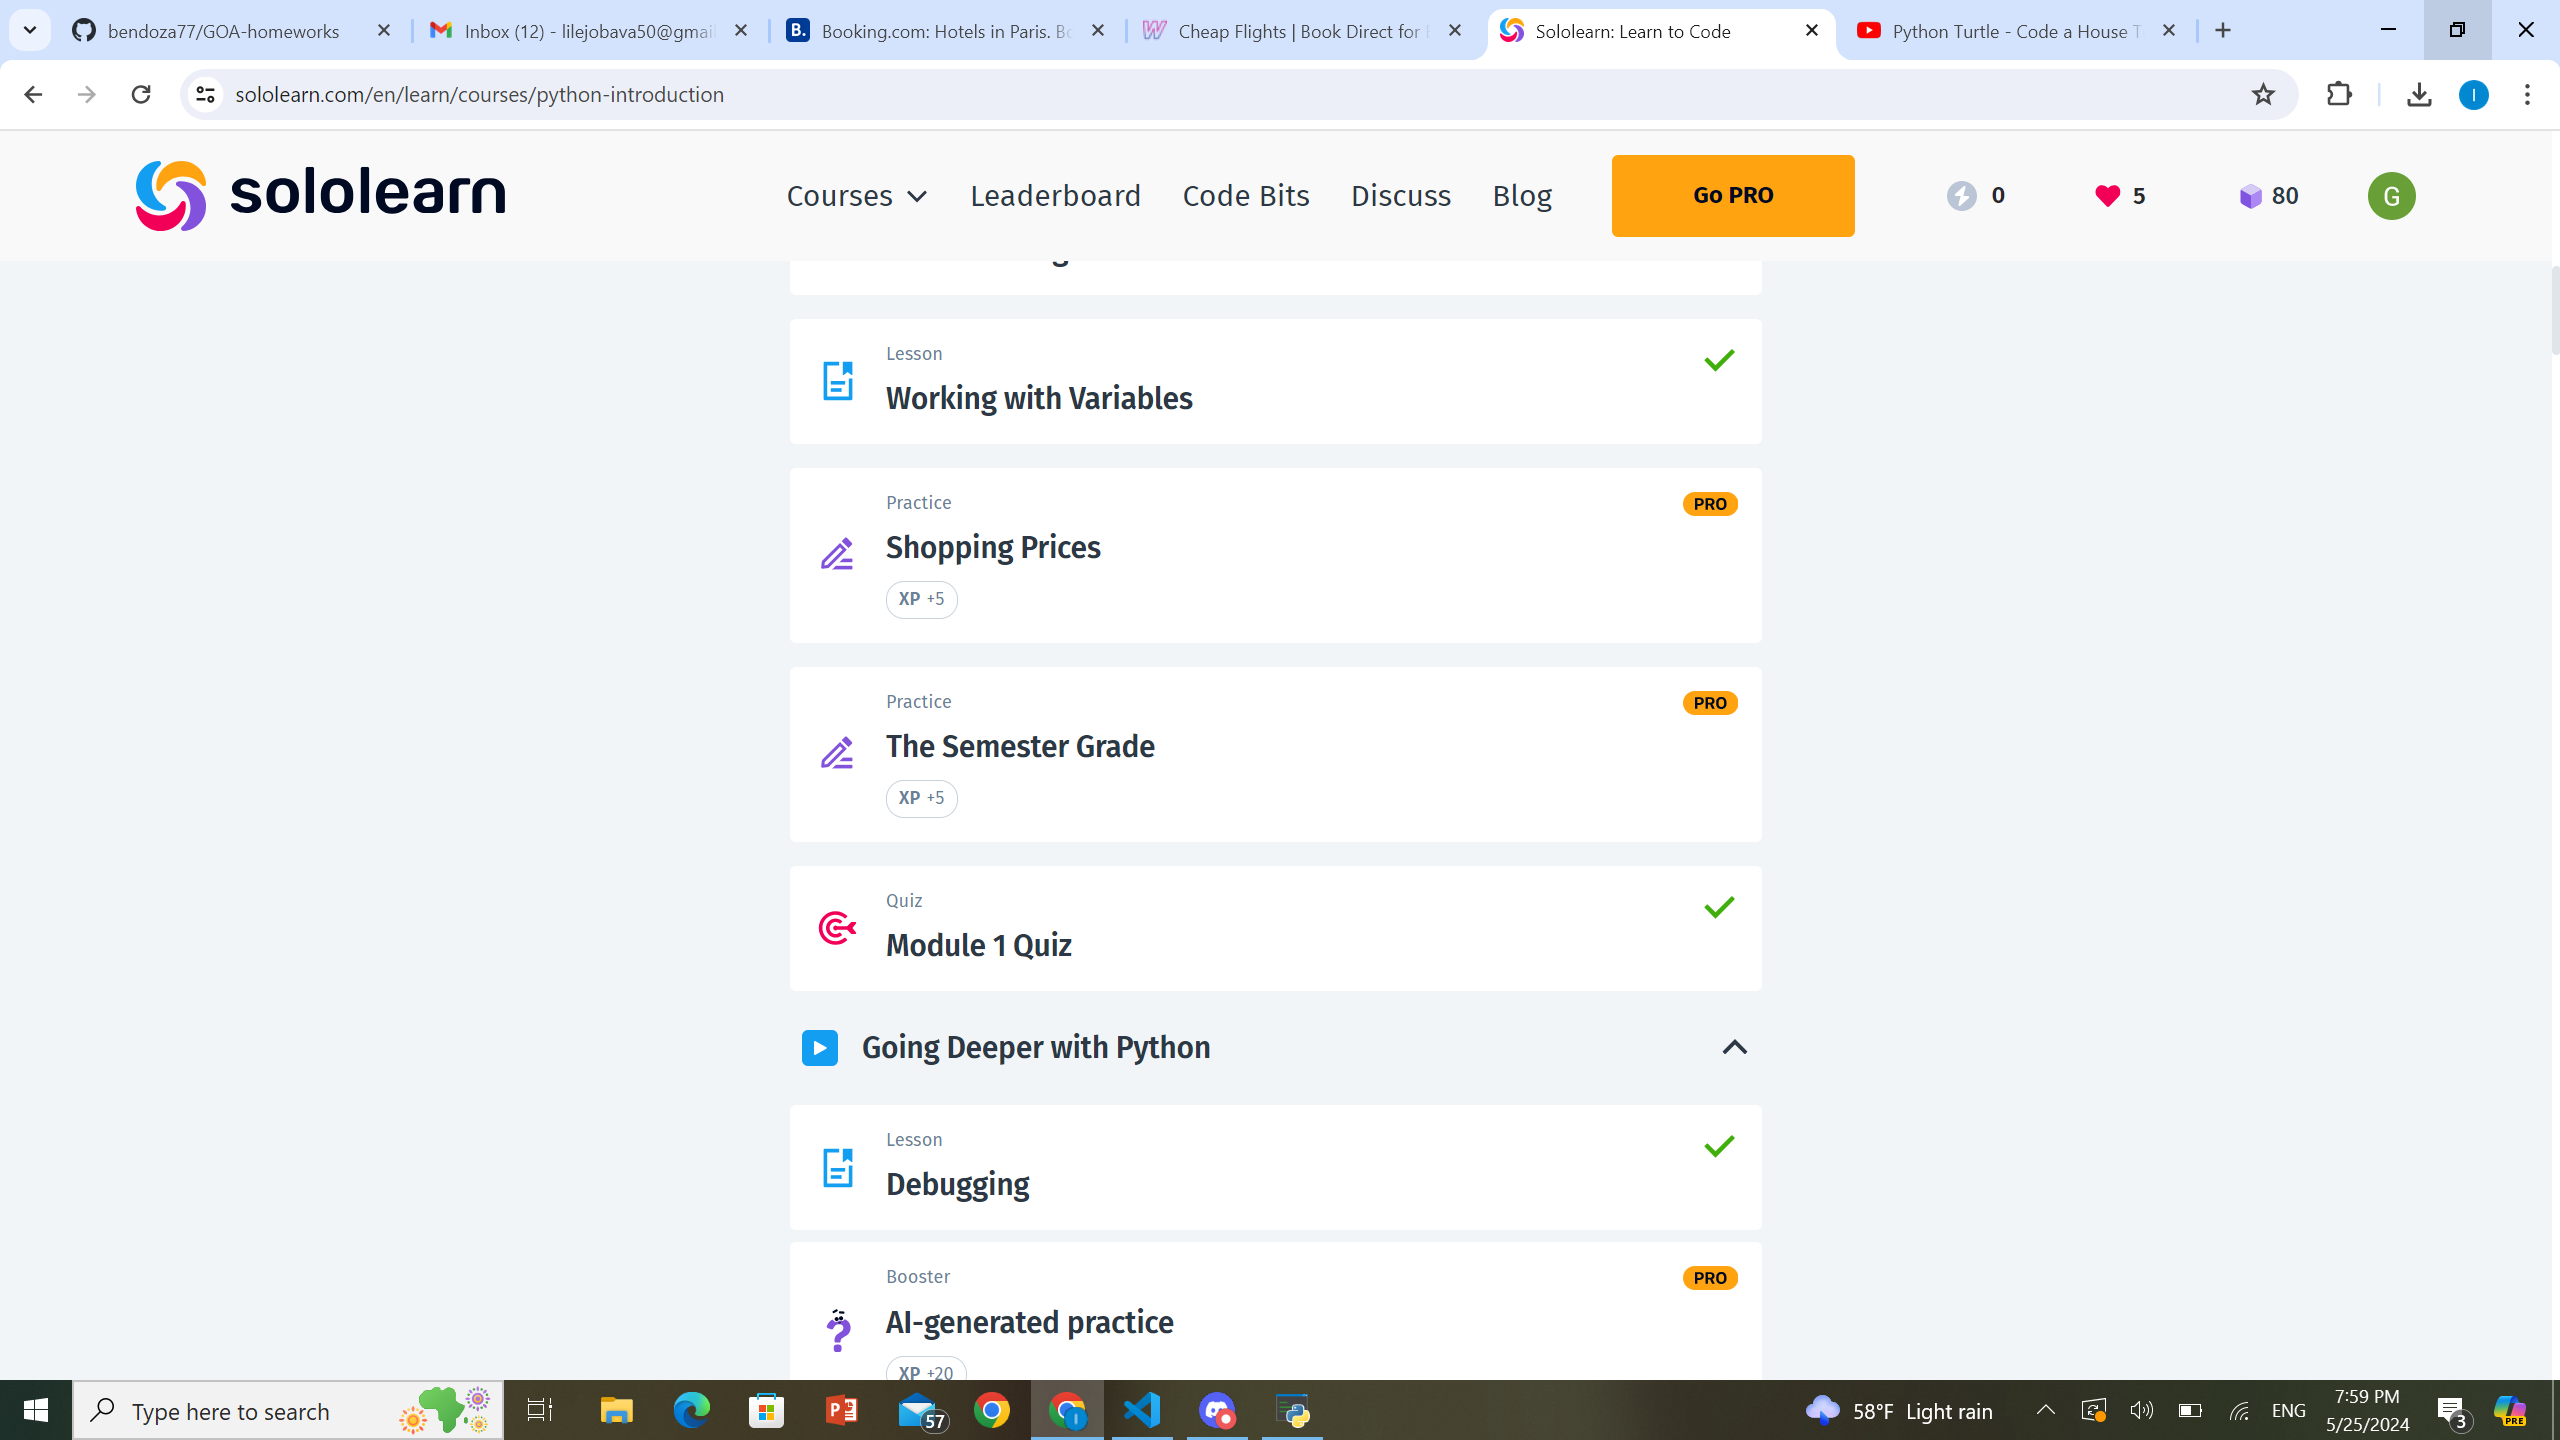 bendoza77/GOA-homeworks
Inbox (12) - lilejobava50@gmail
Booking.com: Hotels in Paris. Bo
Cheap Flights | Book Direct for
Sololearn: Learn to Code
Python Turtle - Code a House T
sololearn.com/en/learn/courses/python-introduction
I
sololearn
Courses
Leaderboard
Code Bits
Discuss
Blog
Go PRO
0
5
80
G
Lesson
Working with Variables
Practice
PRO
Shopping Prices
XP +5
Practice
PRO
The Semester Grade
XP +5
Quiz
Module 1 Quiz
Going Deeper with Python
Lesson
Debugging
Booster
PRO
AI-generated practice
XP +20
Type here to search
57
58°F Light rain
ENG
7:59 PM
5/25/2024
3
PRE